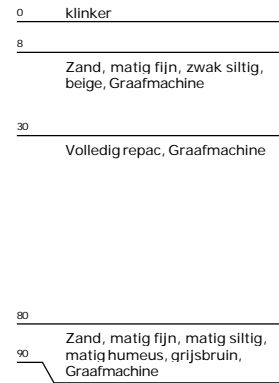 0 klinker
8
Zand, matig fijn, zwak siltig,
beige, Graafmachine
30
Volledig repac, Graafmachine
80
Zand, matig fijn, matig siltig,
90 matig humeus, grijsbruin,
Graafmachine